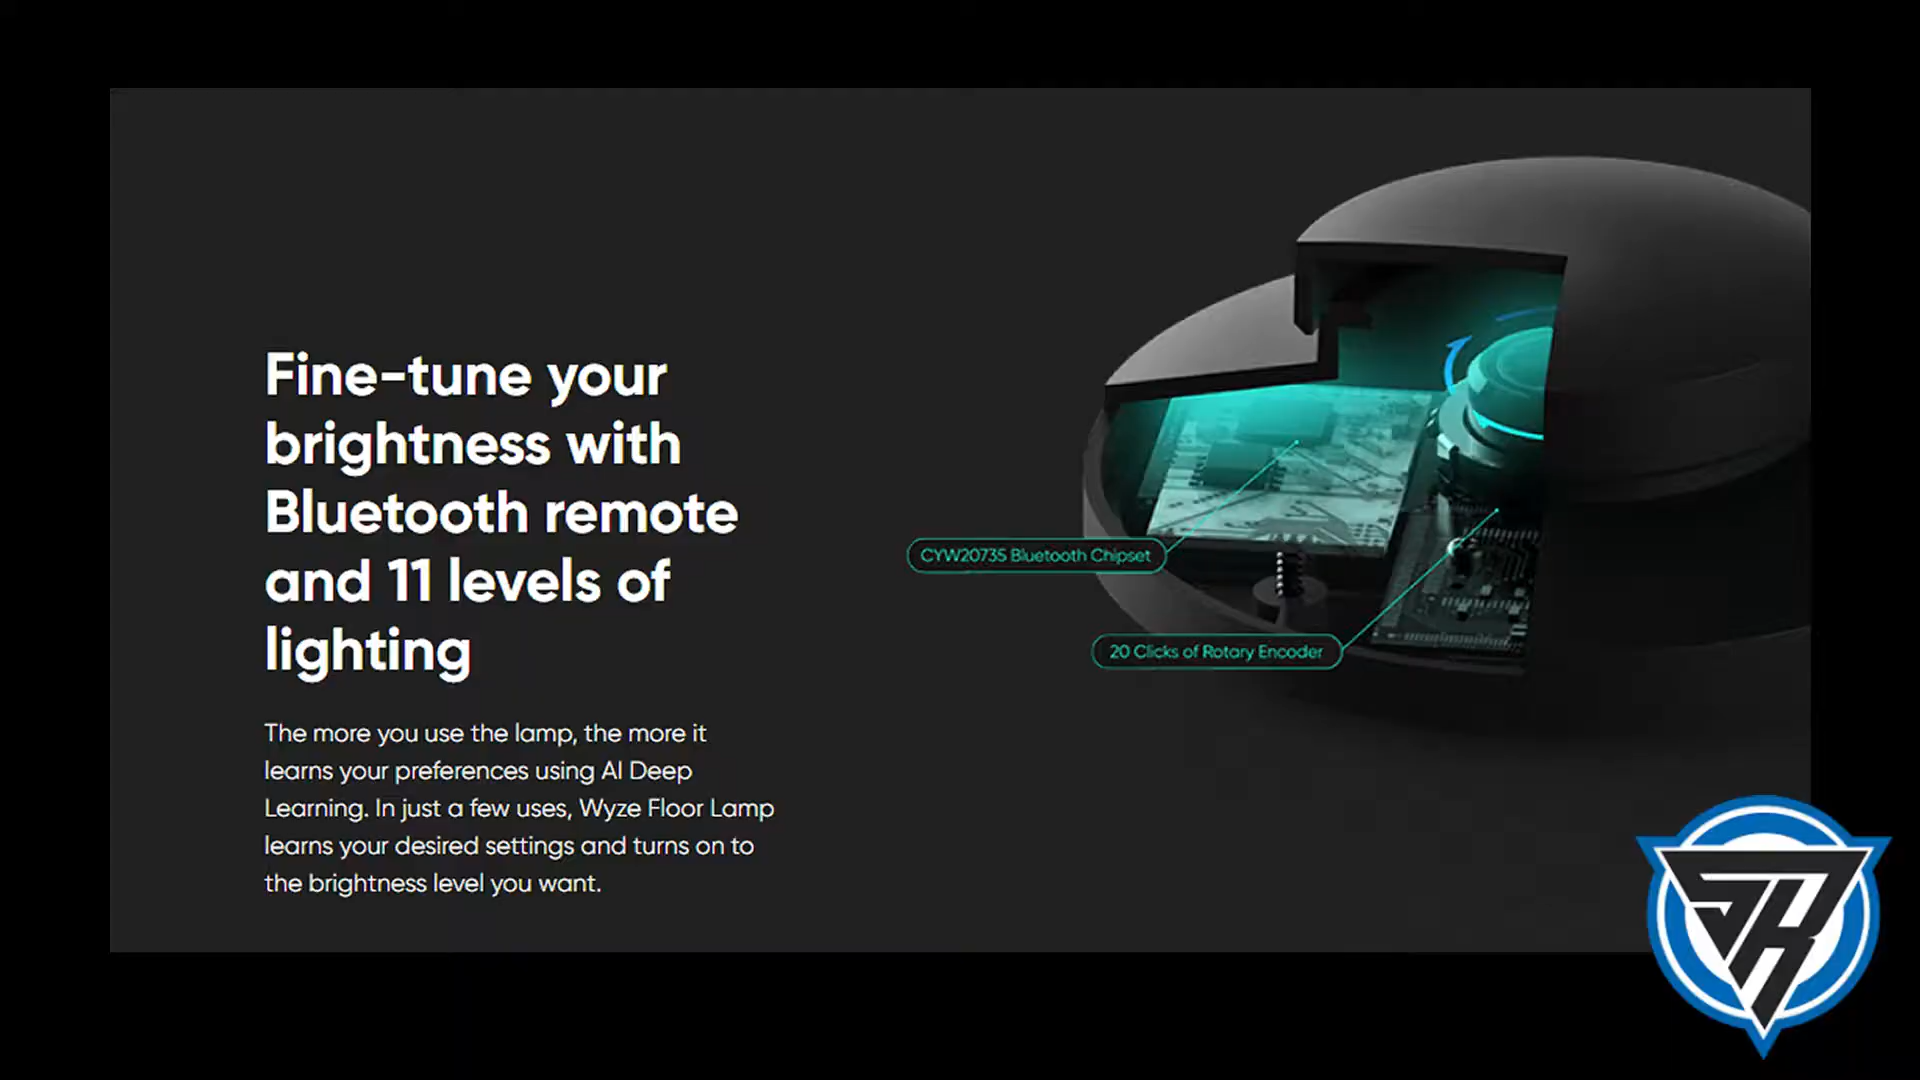 Fine-tune your
brightness with
Bluetooth remote
and 11 levels of
lighting
The more you use the lamp, the more it
learns your preferences using AI Deep
Learning. In just a few uses, Wyze Floor Lamp
learns your desired settings and turns on to
the brightness level you want.
CYW20735 Bluetooth Chipset
20 Clicks of Rotary Encoder